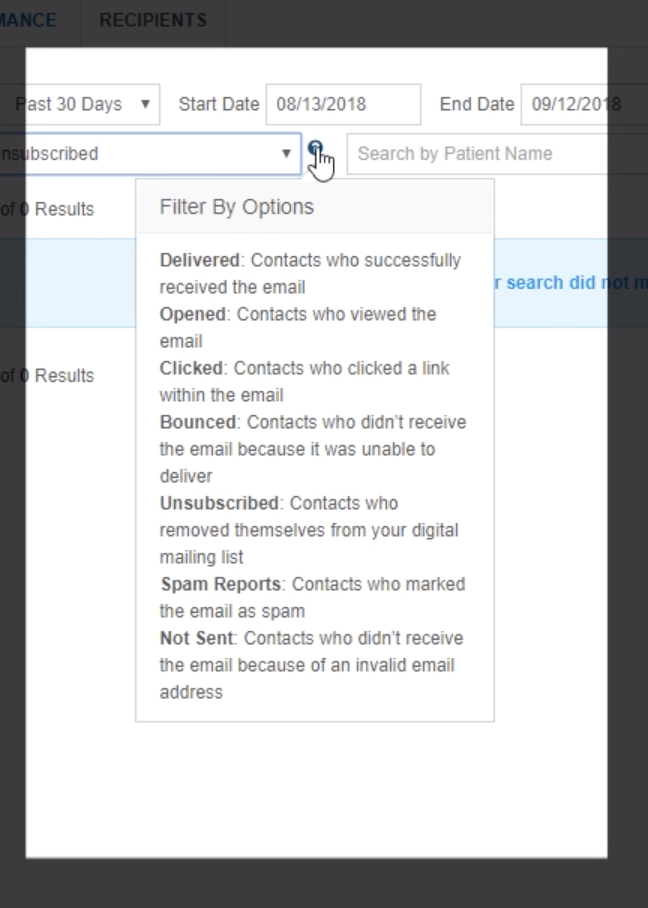 MANCE RECIPIENTS
Past 30 Days ▼ Start Date 08/13/2018 End Date 09/12/2018
nsubscribed ▼ Search by Patient Name
of 0 Results
Filter By Options
r search did not m
Delivered: Contacts who successfully
received the email
Opened: Contacts who viewed the
email
Clicked: Contacts who clicked a link
within the email
Bounced: Contacts who didn't receive
the email because it was unable to
deliver
Unsubscribed: Contacts who
removed themselves from your digital
mailing list
Spam Reports: Contacts who marked
the email as spam
Not Sent: Contacts who didn't receive
the email because of an invalid email
address
of 0 Results